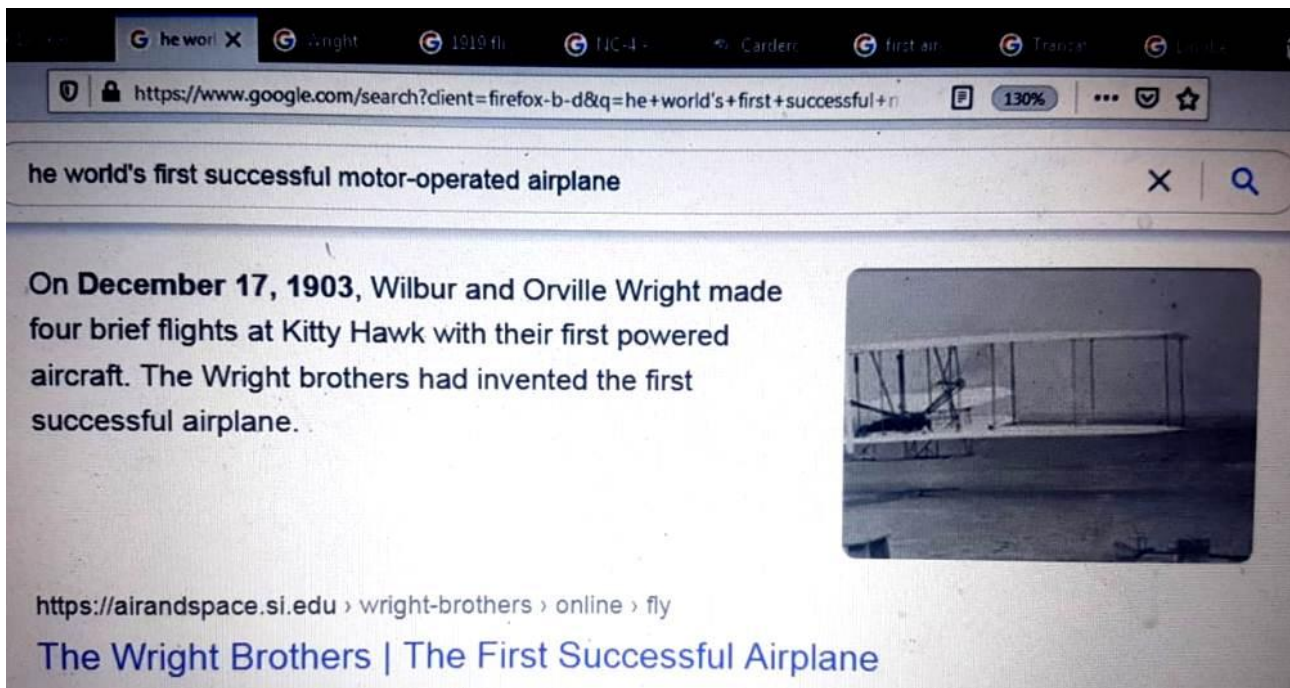 he worl
1919 fl
NC-4 -
Carderc
first air
https://www.google.com/search?client=firefox-b-d&q=he+world's+first+successful+
130%
he world's first successful motor-operated airplane
On December 17, 1903, Wilbur and Orville Wright made
four brief flights at Kitty Hawk with their first powered
aircraft. The Wright brothers had invented the first
successful airplane.
https://airandspace.si.edu › wright-brothers › online › fly
The Wright Brothers | The First Successful Airplane